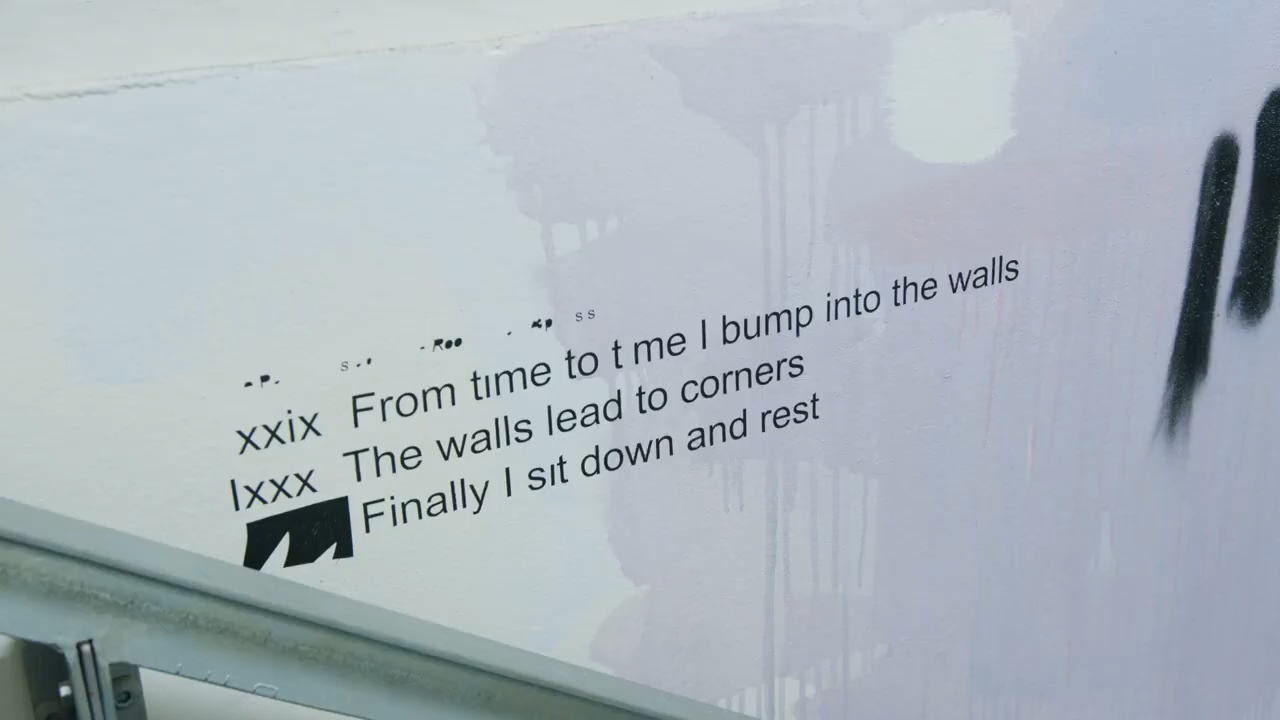 xxix From tıme to t me I bump into the walls
lxxx The walls lead to corners
Finally I sıt down and rest